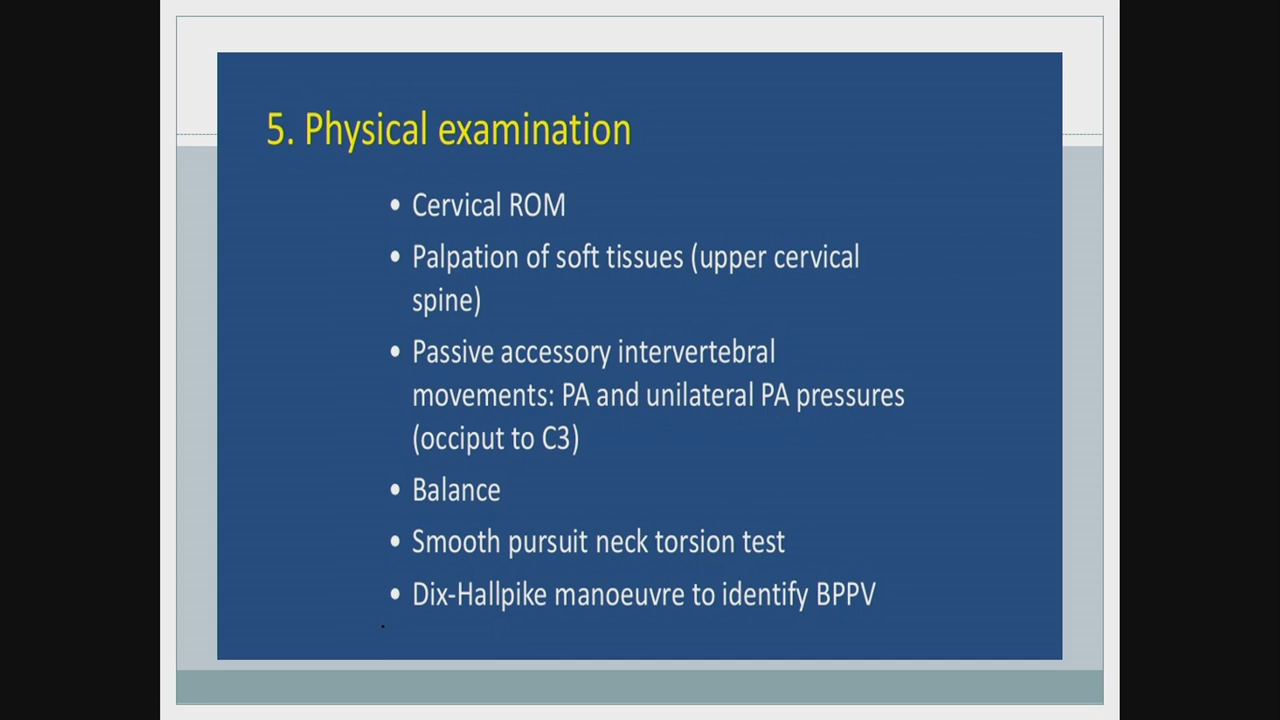 5. Physical examination
• Cervical ROM
• Palpation of soft tissues (upper cervical
spine)
• Passive accessory intervertebral
movements: PA and unilateral PA pressures
(occiput to C3)
• Balance
• Smooth pursuit neck torsion test
• Dix-Hallpike manoeuvre to identify BPPV